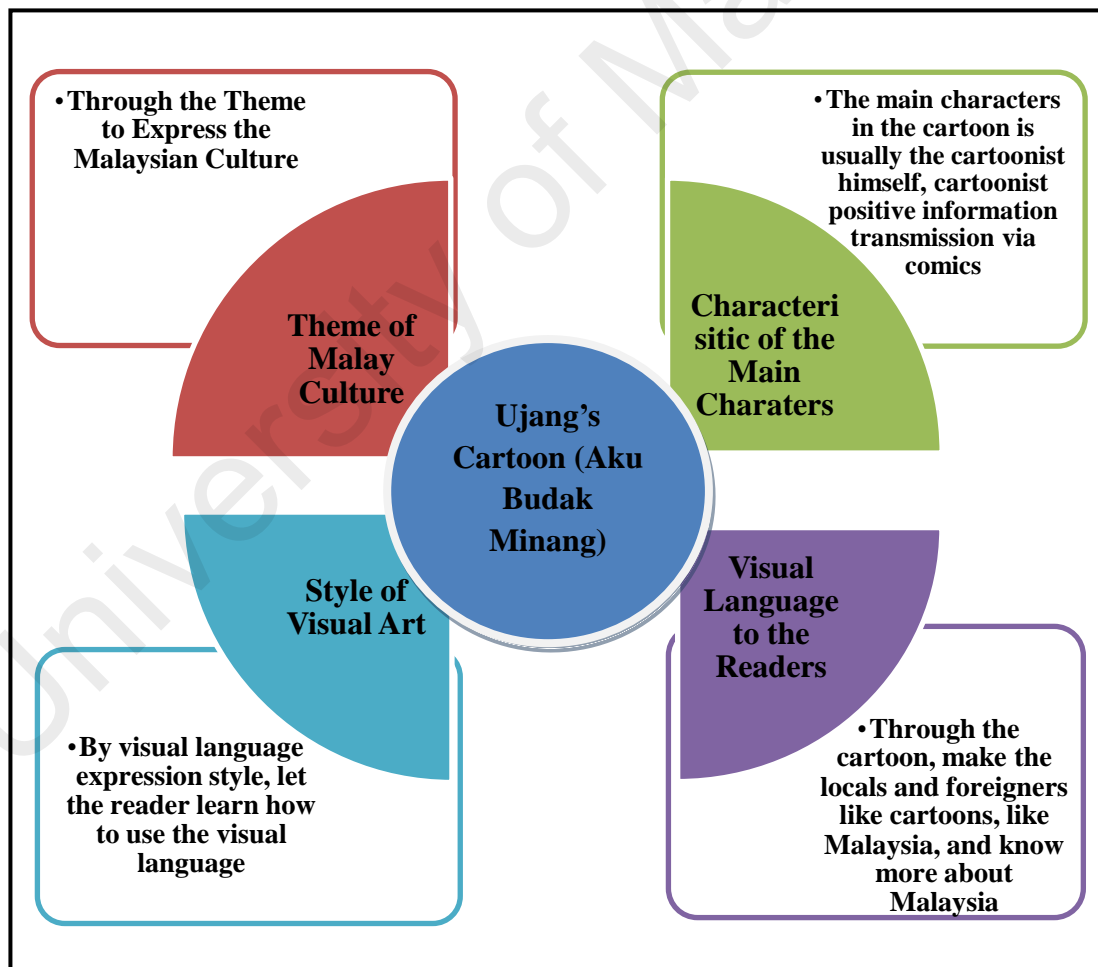 •Through the Theme
to Express the
Malaysian Culture
•The main characters
in the cartoon is
usually the cartoonist
himself, cartoonist
positive information
transmission via
comics
Theme of
Malay
Culture
Characteri
sitic of the
Main
Charaters
Ujang’s
Cartoon (Aku
Budak
Minang)
Style of
Visual Art
Visual
Language
to the
Readers
•By visual language
expression style, let
the reader learn how
to use the visual
language
•Through the
cartoon, make the
locals and foreigners
like cartoons, like
Malaysia, and know
more about
Malaysia
University of Ma